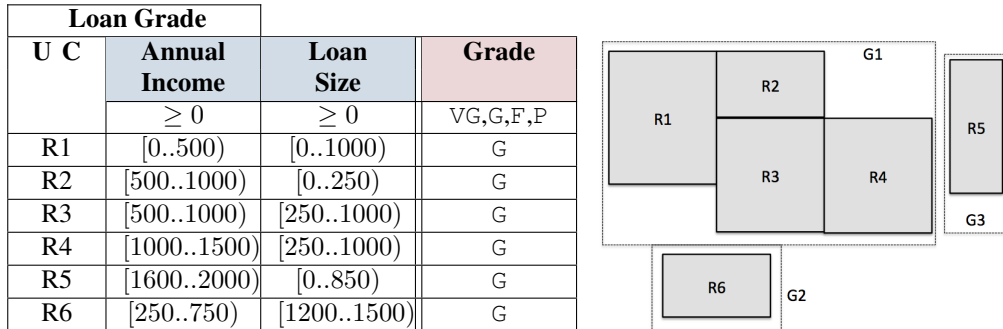 Loan Grade
U C Annual Income Loan Size Grade
≥ 0 ≥ 0 VG,G,F,P
R1 [0..500) [0..1000) G
R2 [500..1000) [0..250) G
R3 [500..1000) [250..1000) G
R4 [1000..1500) [250..1000) G
R5 [1600..2000) [0..850) G
R6 [250..750) [1200..1500) G
G1
R2
R1
R5
R3 R4
G3
R6 G2